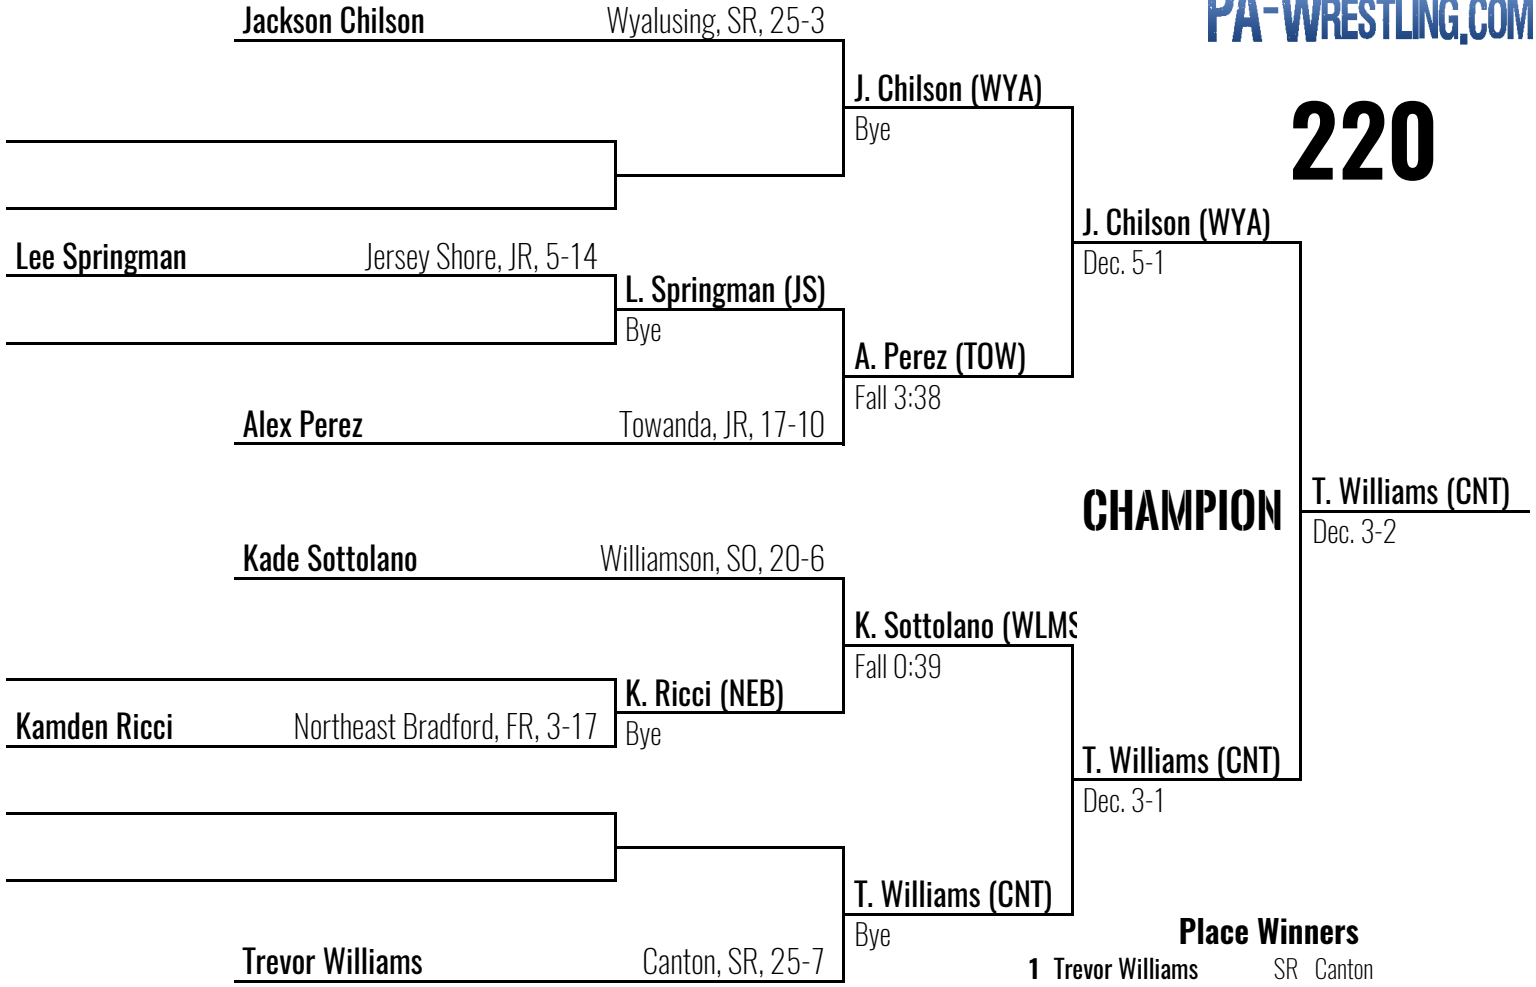 PA-WRESTLING.COM
220
Jackson Chilson Wyalusing, SR, 25-3
J. Chilson (WYA)
Bye
J. Chilson (WYA)
Dec. 5-1
Lee Springman Jersey Shore, JR, 5-14
L. Springman (JS)
Bye
A. Perez (TOW)
Fall 3:38
Alex Perez Towanda, JR, 17-10
CHAMPION
T. Williams (CNT)
Dec. 3-2
Kade Sottolano Williamson, SO, 20-6
K. Sottolano (WLMS
Fall 0:39
K. Ricci (NEB)
Kamden Ricci Northeast Bradford, FR, 3-17
Bye
T. Williams (CNT)
Dec. 3-1
T. Williams (CNT)
Bye
Trevor Williams Canton, SR, 25-7
Place Winners
1 Trevor Williams SR Canton